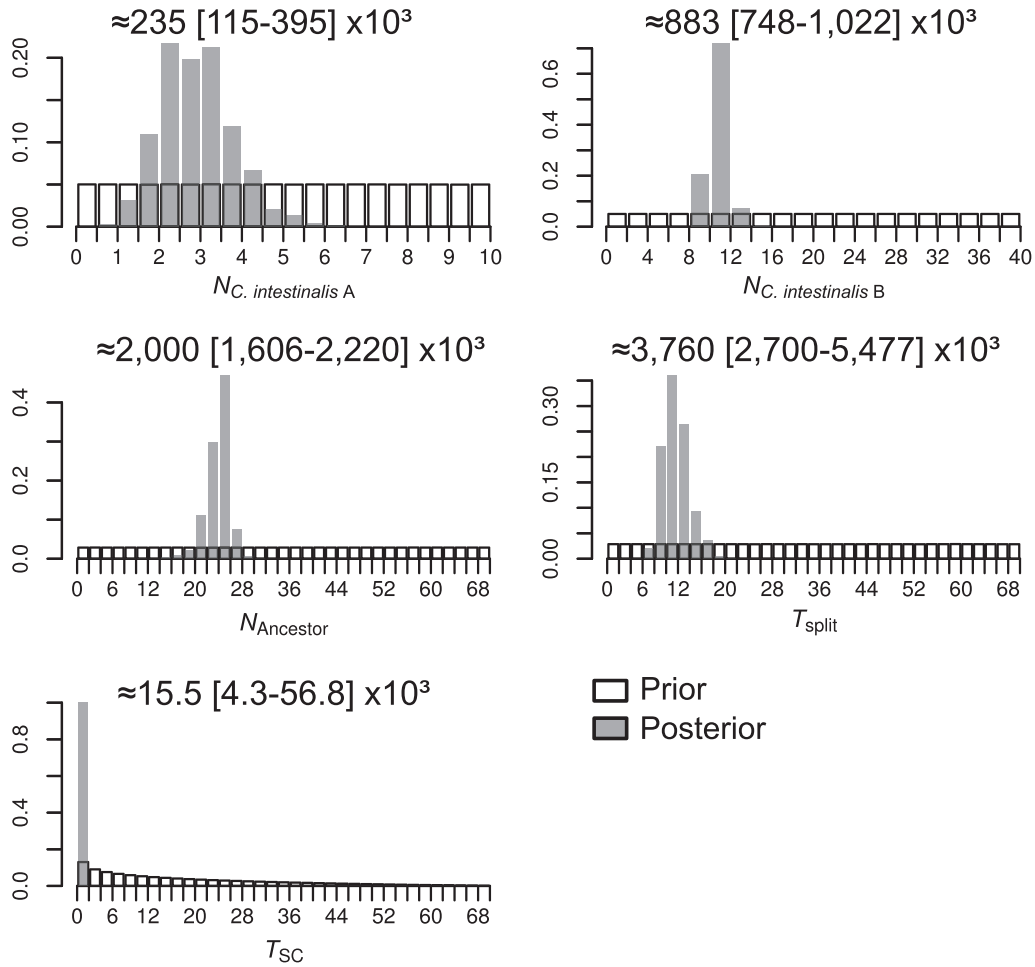 ≈235 [115-395] x10³
0.00 0.10 0.20
0 1 2 3 4 5 6 7 8 9 10
N C. intestinalis A
≈883 [748-1,022] x10³
0.0 0.2 0.4 0.6
0 4 8 12 16 20 24 28 32 36 40
N C. intestinalis B
≈2,000 [1,606-2,220] x10³
0.0 0.2 0.4
0 6 12 20 28 36 44 52 60 68
N Ancestor
≈3,760 [2,700-5,477] x10³
0.00 0.15 0.30
0 6 12 20 28 36 44 52 60 68
T split
≈15.5 [4.3-56.8] x10³
0.0 0.4 0.8
0 6 12 20 28 36 44 52 60 68
T SC
Prior
Posterior